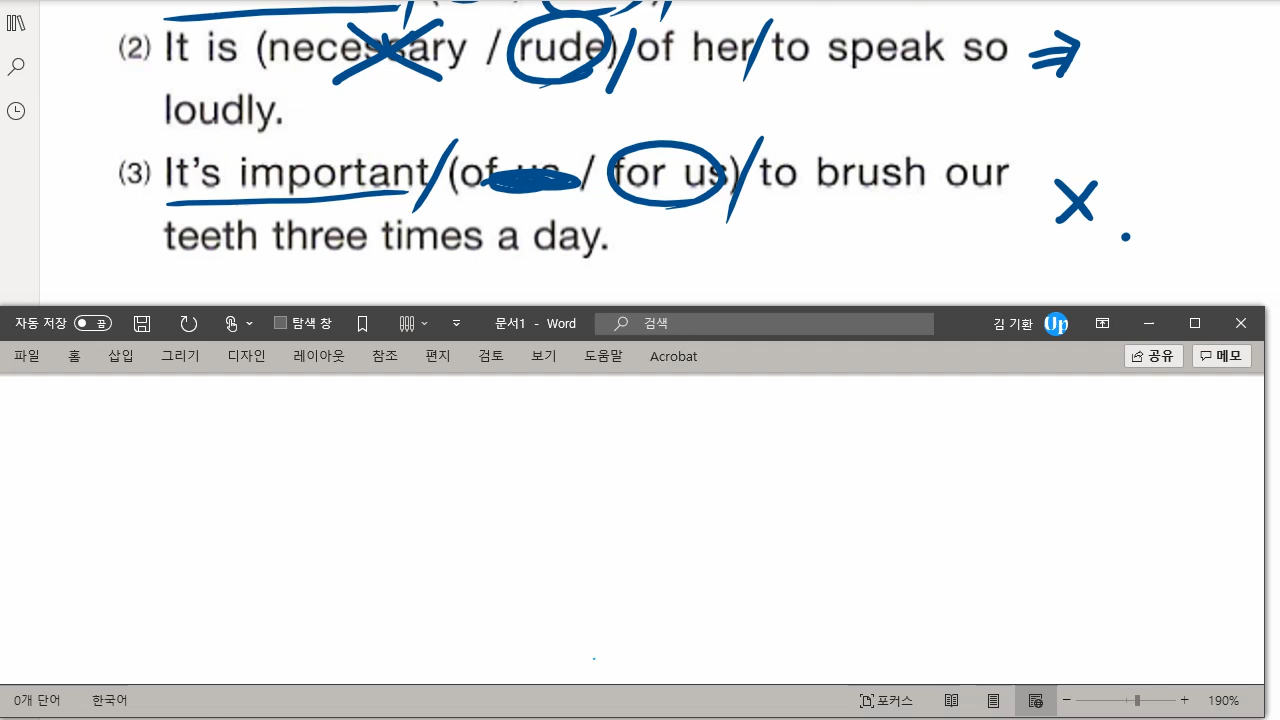 (2) It is (necessary / rude) of her to speak so
loudly.
(3) It's important (of us / for us) to brush our
teeth three times a day.
자동 저장 끔 탐색 창 문서1 - Word 검색 김 기환 Up
파일 홈 삽입 그리기 디자인 레이아웃 참조 편지 검토 보기 도움말 Acrobat 공유 메모
0개 단어 한국어 포커스 190%